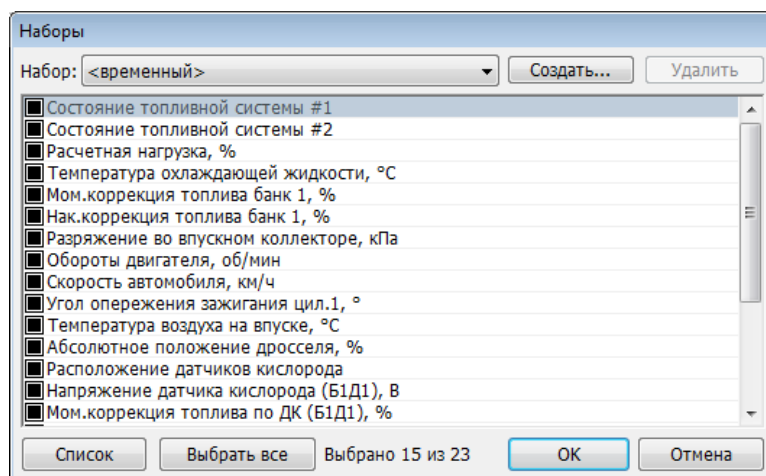 Наборы
Набор: <временный> Создать... Удалить
Состояние топливной системы #1
Состояние топливной системы #2
Расчетная нагрузка, %
Температура охлаждающей жидкости, °C
Мом.коррекция топлива банк 1, %
Нак.коррекция топлива банк 1, %
Разряжение во впускном коллекторе, кПа
Обороты двигателя, об/мин
Скорость автомобиля, км/ч
Угол опережения зажигания цил.1, °
Температура воздуха на впуске, °C
Абсолютное положение дросселя, %
Расположение датчиков кислорода
Напряжение датчика кислорода (Б1Д1), В
Мом.коррекция топлива по ДК (Б1Д1), %
Список Выбрать все Выбрано 15 из 23 OK Отмена